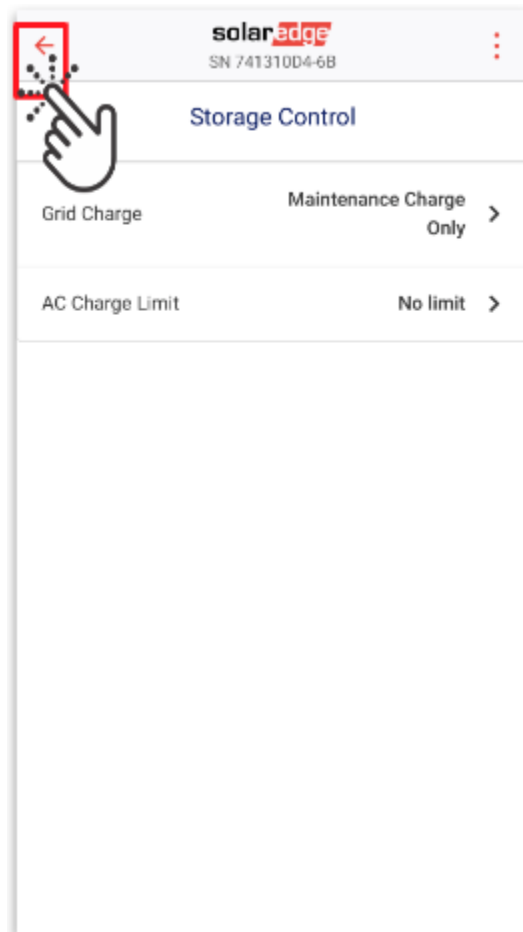 solaredge
SN 741310D4-6B
Storage Control
Grid Charge
Maintenance Charge
Only
AC Charge Limit
No limit